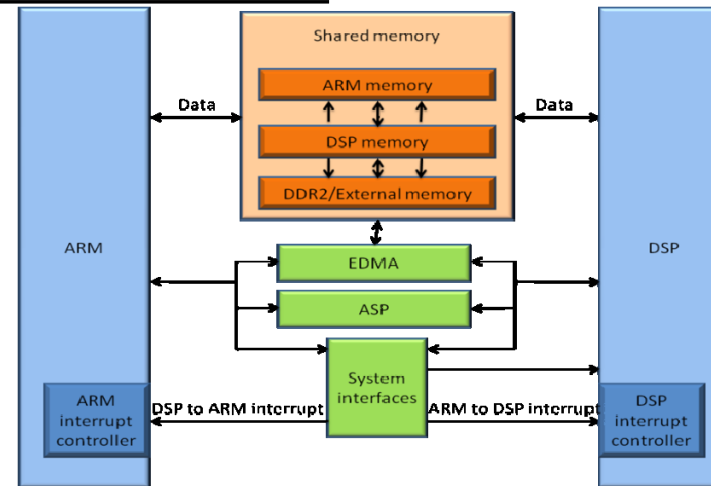 Shared memory
ARM memory
Data
Data
DSP memory
DDR2/External memory
ARM
EDMA
DSP
ASP
System
interfaces
ARM
interrupt
controller
DSP to ARM interrupt
ARM to DSP interrupt
DSP
interrupt
controller